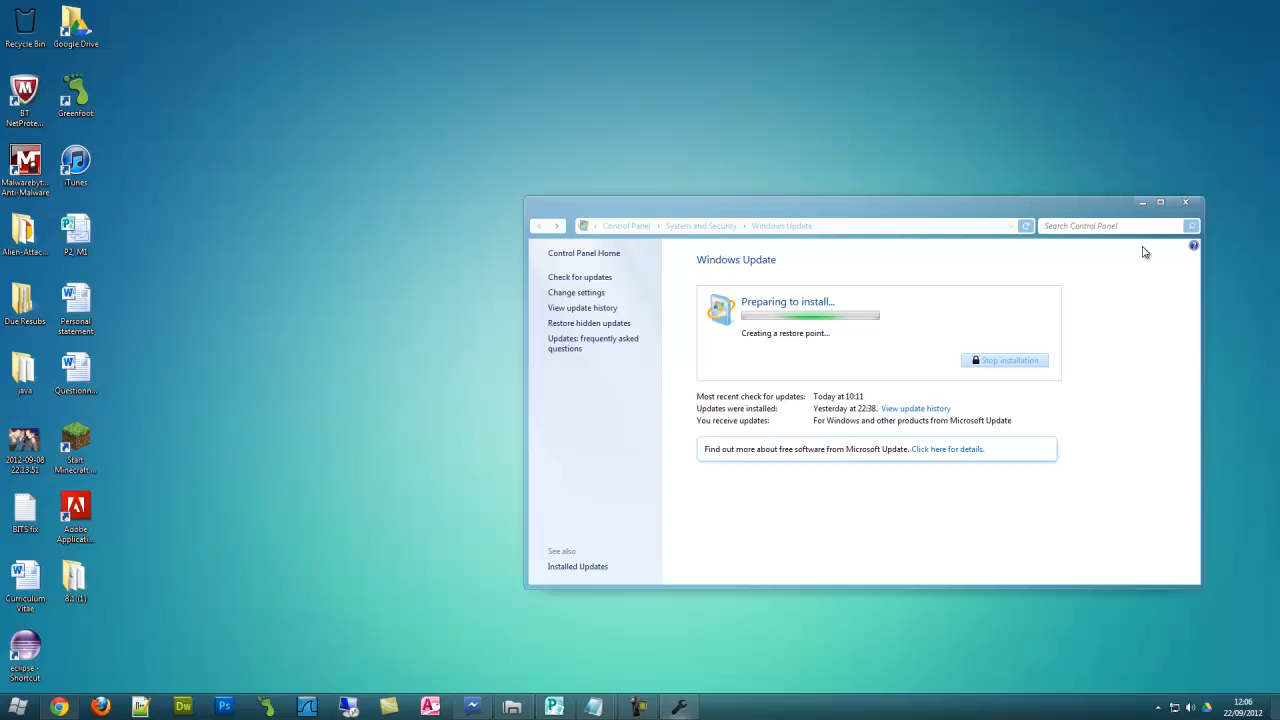 Recycle Bin
Google Drive
BT
NetProte...
Greenfoot
Malwarebyt...
Anti-Malware
iTunes
Alien-Attac...
P2, M1
Due Resubs
Personal
statement
java
Questionn...
2012-09-08
22.13.51
Start
Minecraft....
BITS fix
Adobe
Applicati...
Curriculum
Vitae
8.1 (1)
eclipse -
Shortcut
Control Panel
System and Security
Windows Update
Search Control Panel
Control Panel Home
Check for updates
Change settings
View update history
Restore hidden updates
Updates: frequently asked
questions
See also
Installed Updates
Windows Update
Preparing to install...
Creating a restore point...
Stop installation
Most recent check for updates: Today at 10:11
Updates were installed: Yesterday at 22:38. View update history
You receive updates: For Windows and other products from Microsoft Update
Find out more about free software from Microsoft Update. Click here for details.
Dw
Ps
12:06
22/09/2012